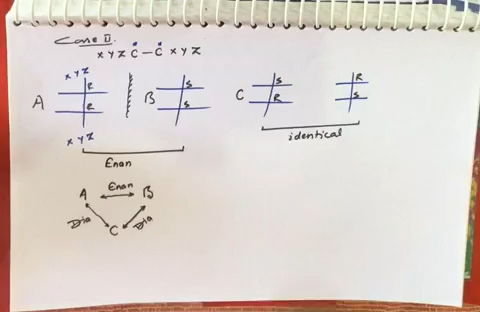 Case II.
x y z C – C x y z
x y z
R
R
x y z
A
S
S
B
C
S
R
R
S
Enan
identical
A Enan B
Dia Dia
C